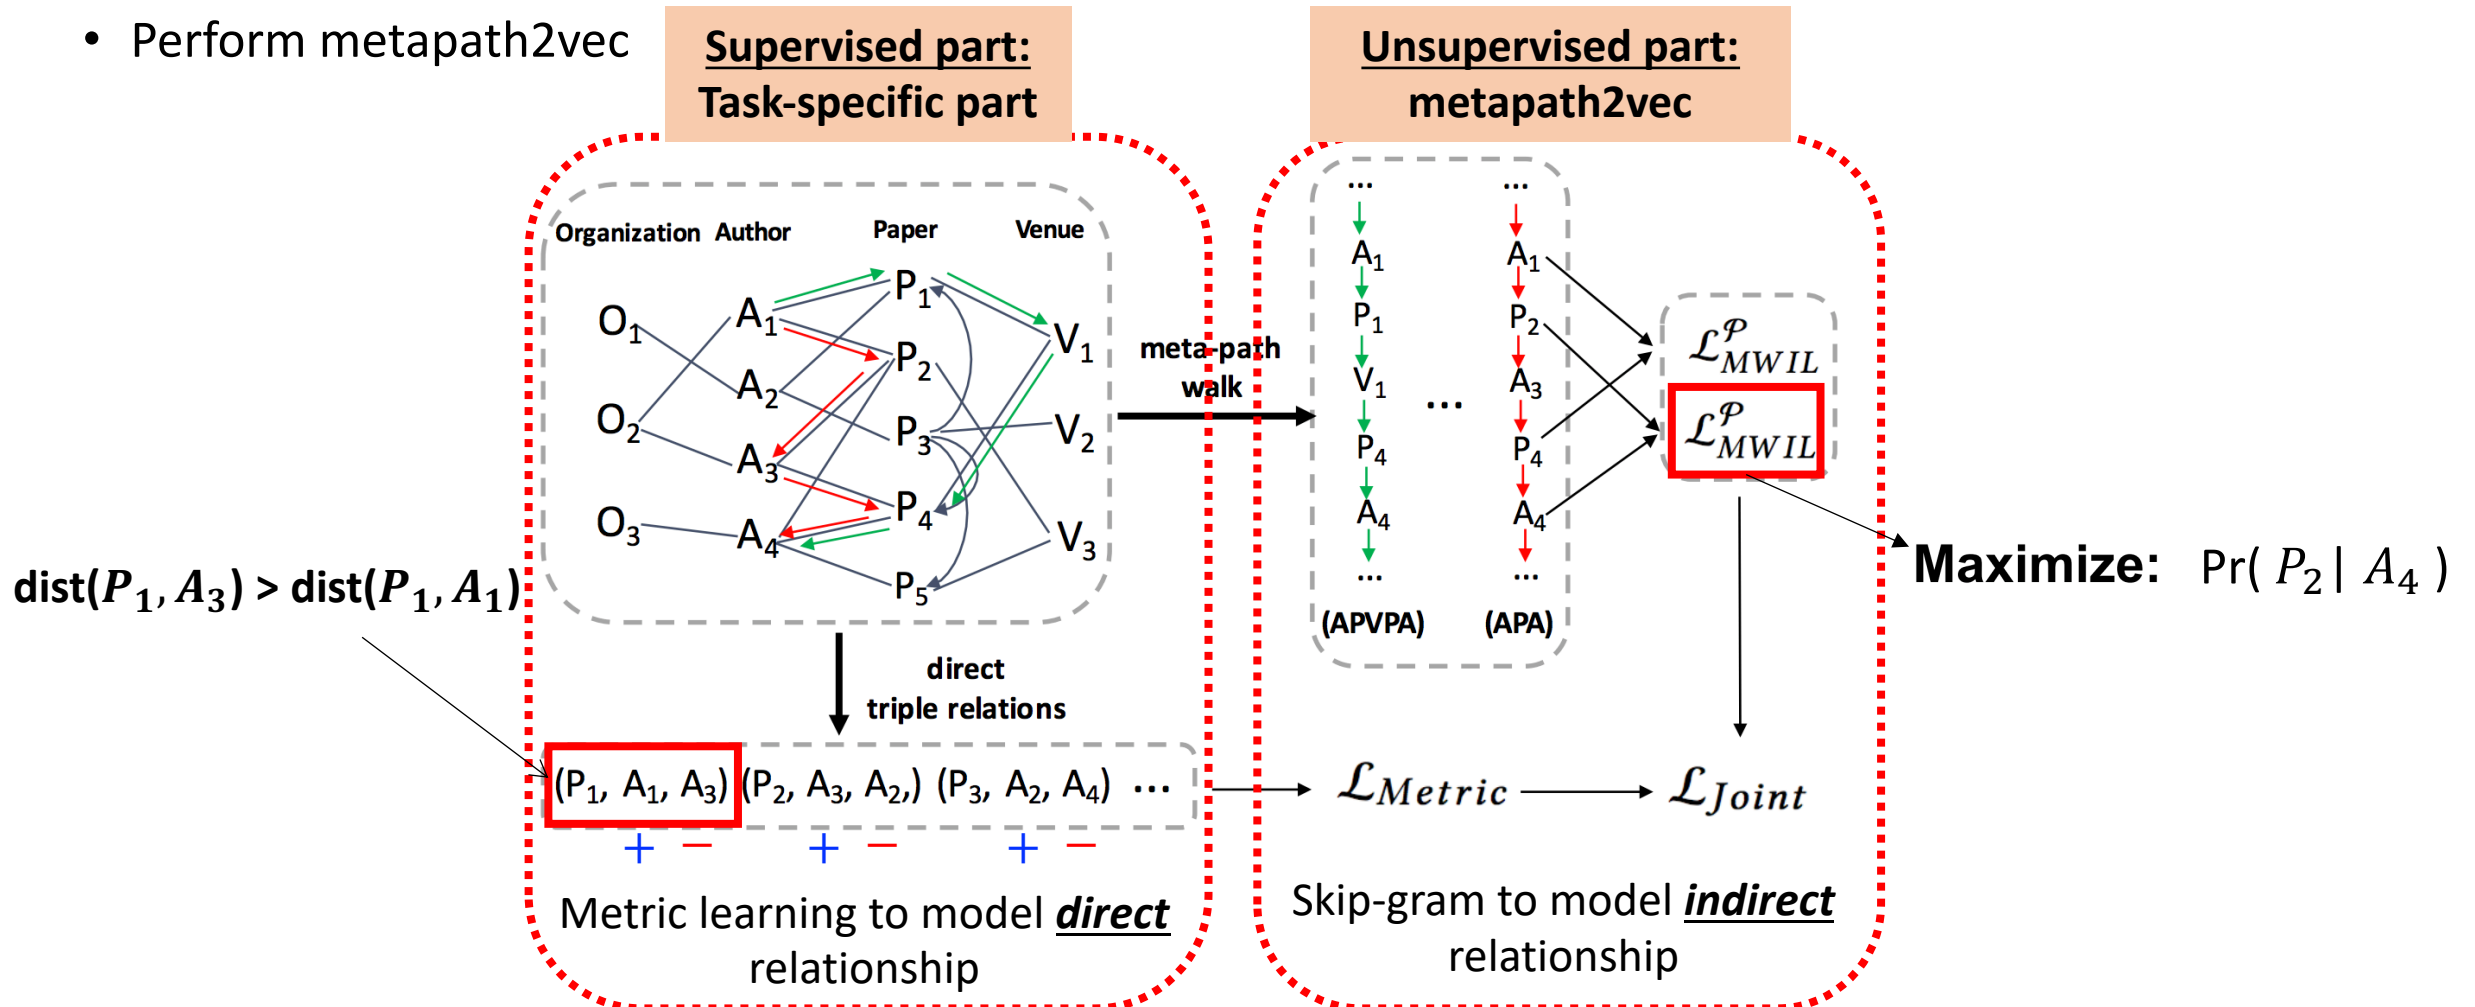 • Perform metapath2vec
Supervised part:
Task-specific part
Unsupervised part:
metapath2vec
Organization Author Paper Venue
O1
O2
O3
A1
A2
A3
A4
P1
P2
P3
P4
P5
V1
V2
V3
dist(P1, A3) > dist(P1, A1)
direct
triple relations
(P1, A1, A3) (P2, A3, A2,) (P3, A2, A4) ...
+ − + − + −
Metric learning to model direct
relationship
meta-path
walk
...
A1
P1
V1
P4
A4
...
(APVPA)
...
...
A1
P2
A3
P4
A4
...
(APA)
ℒ^𝒫_MWIL
ℒ^𝒫_MWIL
Maximize: Pr( P2 | A4 )
ℒ_Metric
ℒ_Joint
Skip-gram to model indirect
relationship